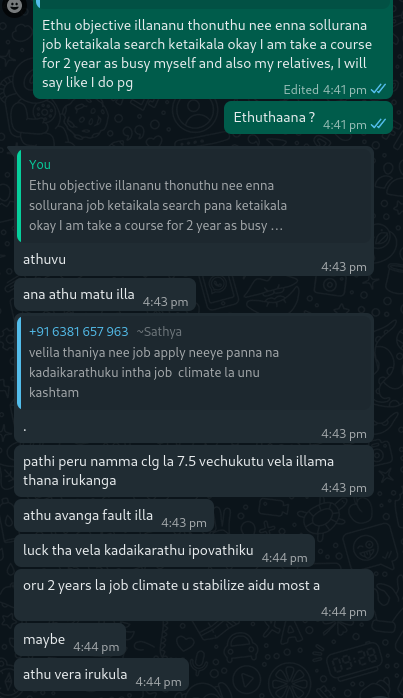 Ethu objective illananu thonuthu nee enna sollurana
job ketaikala search ketaikala okay I am take a course
for 2 year as busy myself and also my relatives, I will
say like I do pg
Edited 4:41 pm
Ethuthaana ?
4:41 pm
You
Ethu objective illananu thonuthu nee enna
sollurana job ketaikala search pana ketaikala
okay I am take a course for 2 year as busy ...
athuvu
4:43 pm
ana athu matu illa
4:43 pm
+91 6381 657 963 ~Sathya
velila thaniya nee job apply neeye panna na
kadaikarathuku intha job climate la unu
kashtam
.
4:43 pm
pathi peru namma clg la 7.5 vechukutu vela illama
thana irukanga
4:43 pm
athu avanga fault illa
4:43 pm
luck tha vela kadaikarathu ipovathiku
4:44 pm
oru 2 years la job climate u stabilize aidu most a
4:44 pm
maybe
4:44 pm
athu vera irukula
4:44 pm